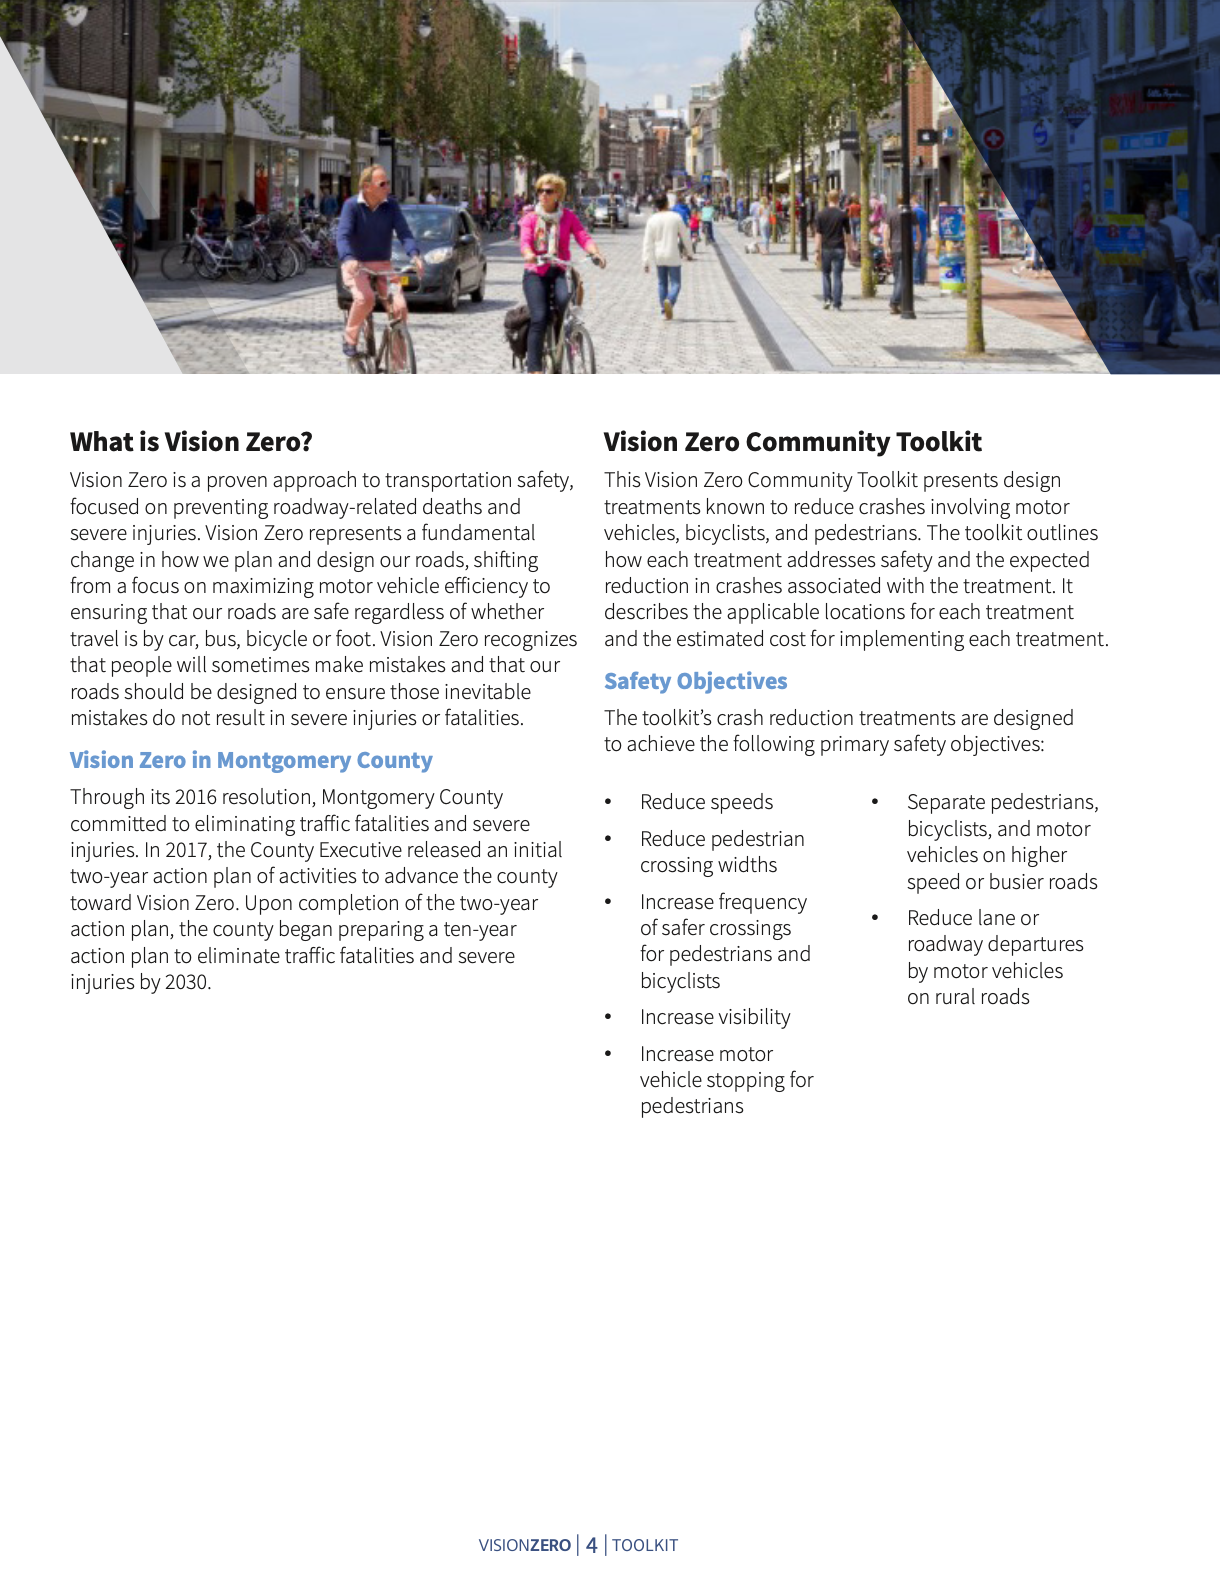 What is Vision Zero?
Vision Zero is a proven approach to transportation safety,
focused on preventing roadway-related deaths and
severe injuries. Vision Zero represents a fundamental
change in how we plan and design our roads, shifting
from a focus on maximizing motor vehicle efficiency to
ensuring that our roads are safe regardless of whether
travel is by car, bus, bicycle or foot. Vision Zero recognizes
that people will sometimes make mistakes and that our
roads should be designed to ensure those inevitable
mistakes do not result in severe injuries or fatalities.
Vision Zero in Montgomery County
Through its 2016 resolution, Montgomery County
committed to eliminating traffic fatalities and severe
injuries. In 2017, the County Executive released an initial
two-year action plan of activities to advance the county
toward Vision Zero. Upon completion of the two-year
action plan, the county began preparing a ten-year
action plan to eliminate traffic fatalities and severe
injuries by 2030.
Vision Zero Community Toolkit
This Vision Zero Community Toolkit presents design
treatments known to reduce crashes involving motor
vehicles, bicyclists, and pedestrians. The toolkit outlines
how each treatment addresses safety and the expected
reduction in crashes associated with the treatment. It
describes the applicable locations for each treatment
and the estimated cost for implementing each treatment.
Safety Objectives
The toolkit’s crash reduction treatments are designed
to achieve the following primary safety objectives:
• Reduce speeds
• Reduce pedestrian
crossing widths
• Increase frequency
of safer crossings
for pedestrians and
bicyclists
• Increase visibility
• Increase motor
vehicle stopping for
pedestrians
• Separate pedestrians,
bicyclists, and motor
vehicles on higher
speed or busier roads
• Reduce lane or
roadway departures
by motor vehicles
on rural roads
VISIONZERO | 4 | TOOLKIT